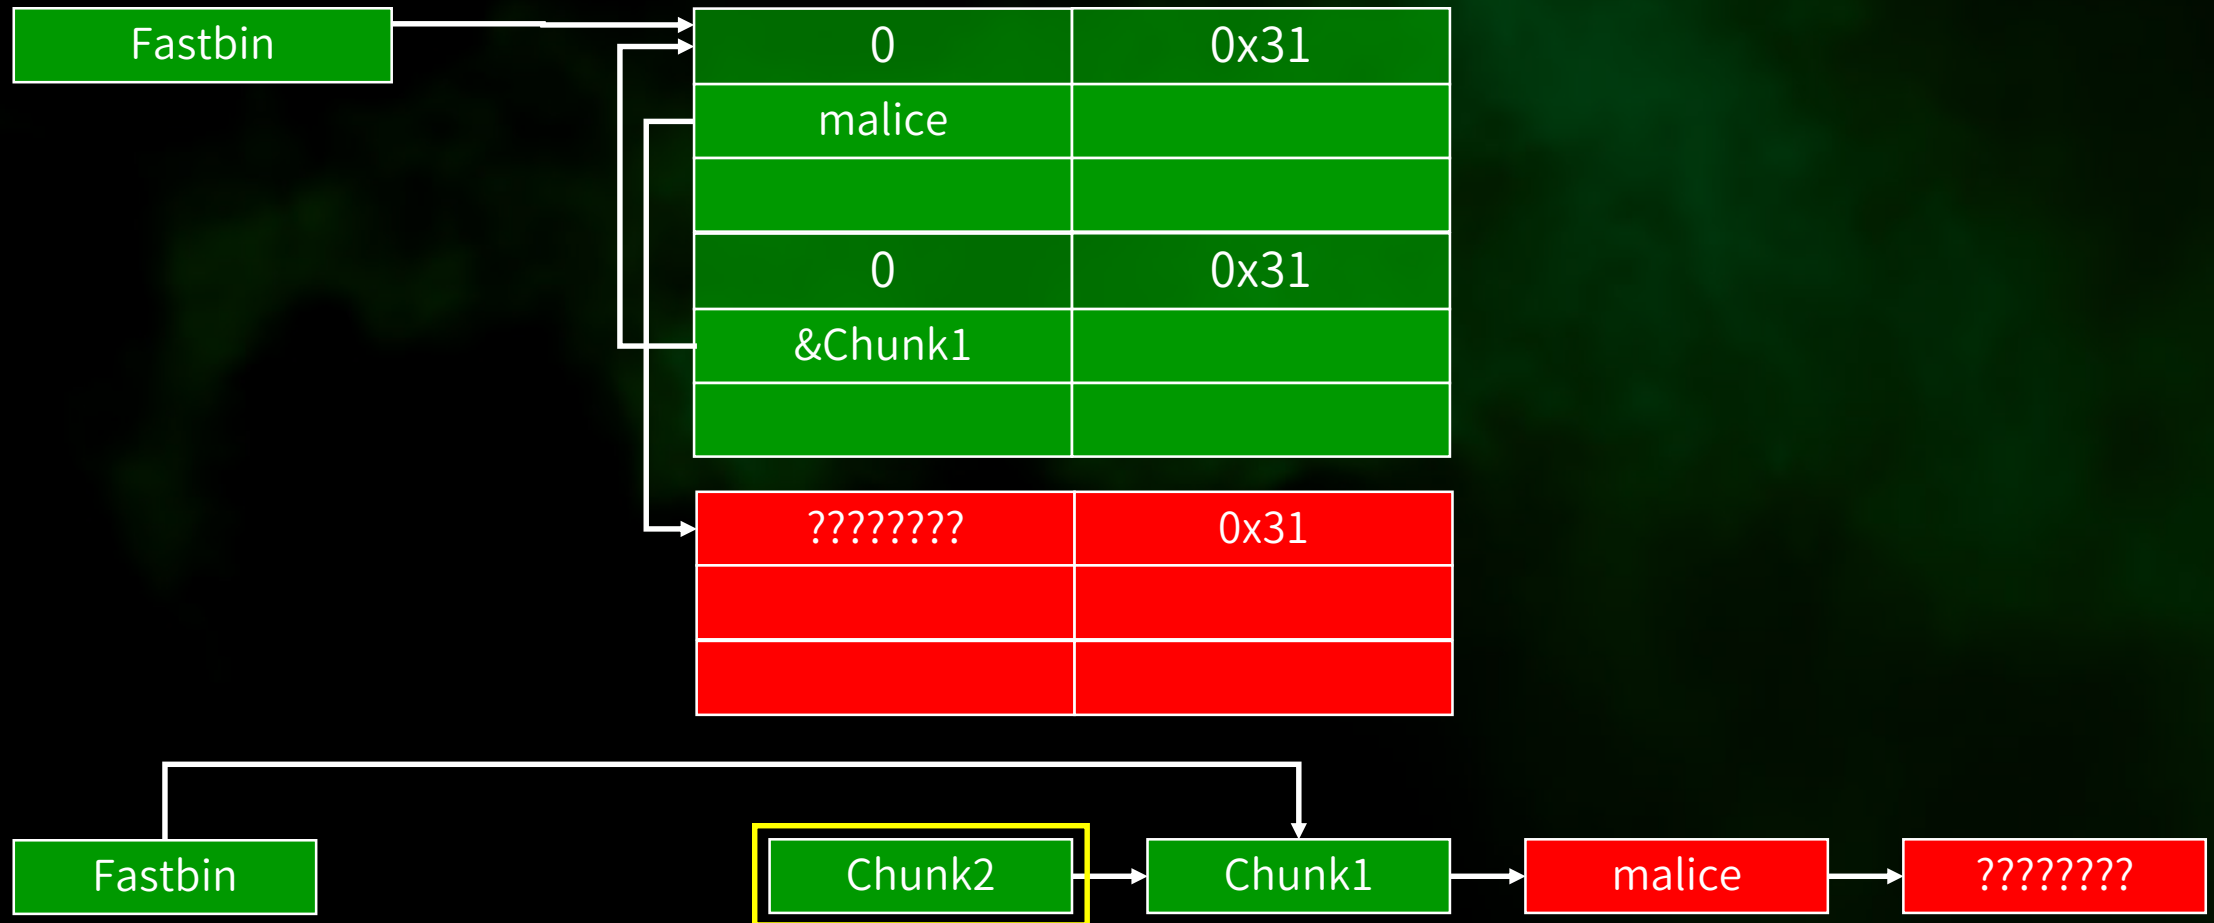 Fastbin
0 0x31
malice
0 0x31
&Chunk1
???????? 0x31
Fastbin Chunk2 Chunk1 malice ????????